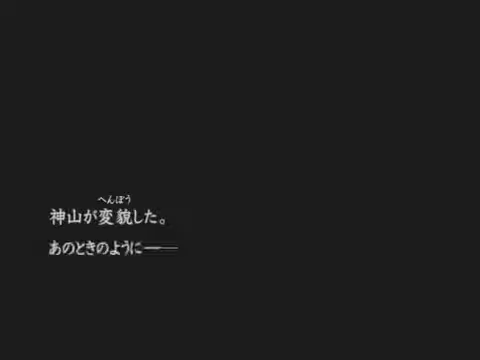 へんぼう
神山が変貌した。
あのときのように――